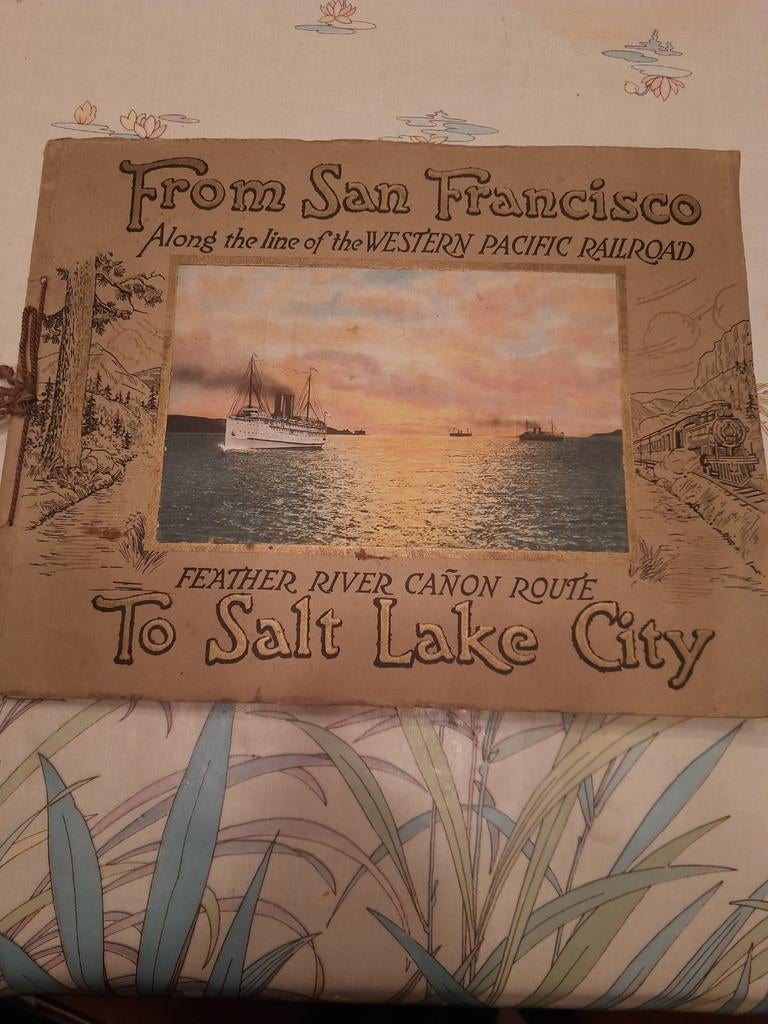 From San Francisco
Along the line of the WESTERN PACIFIC RAILROAD
FEATHER RIVER CAÑON ROUTE
To Salt Lake City